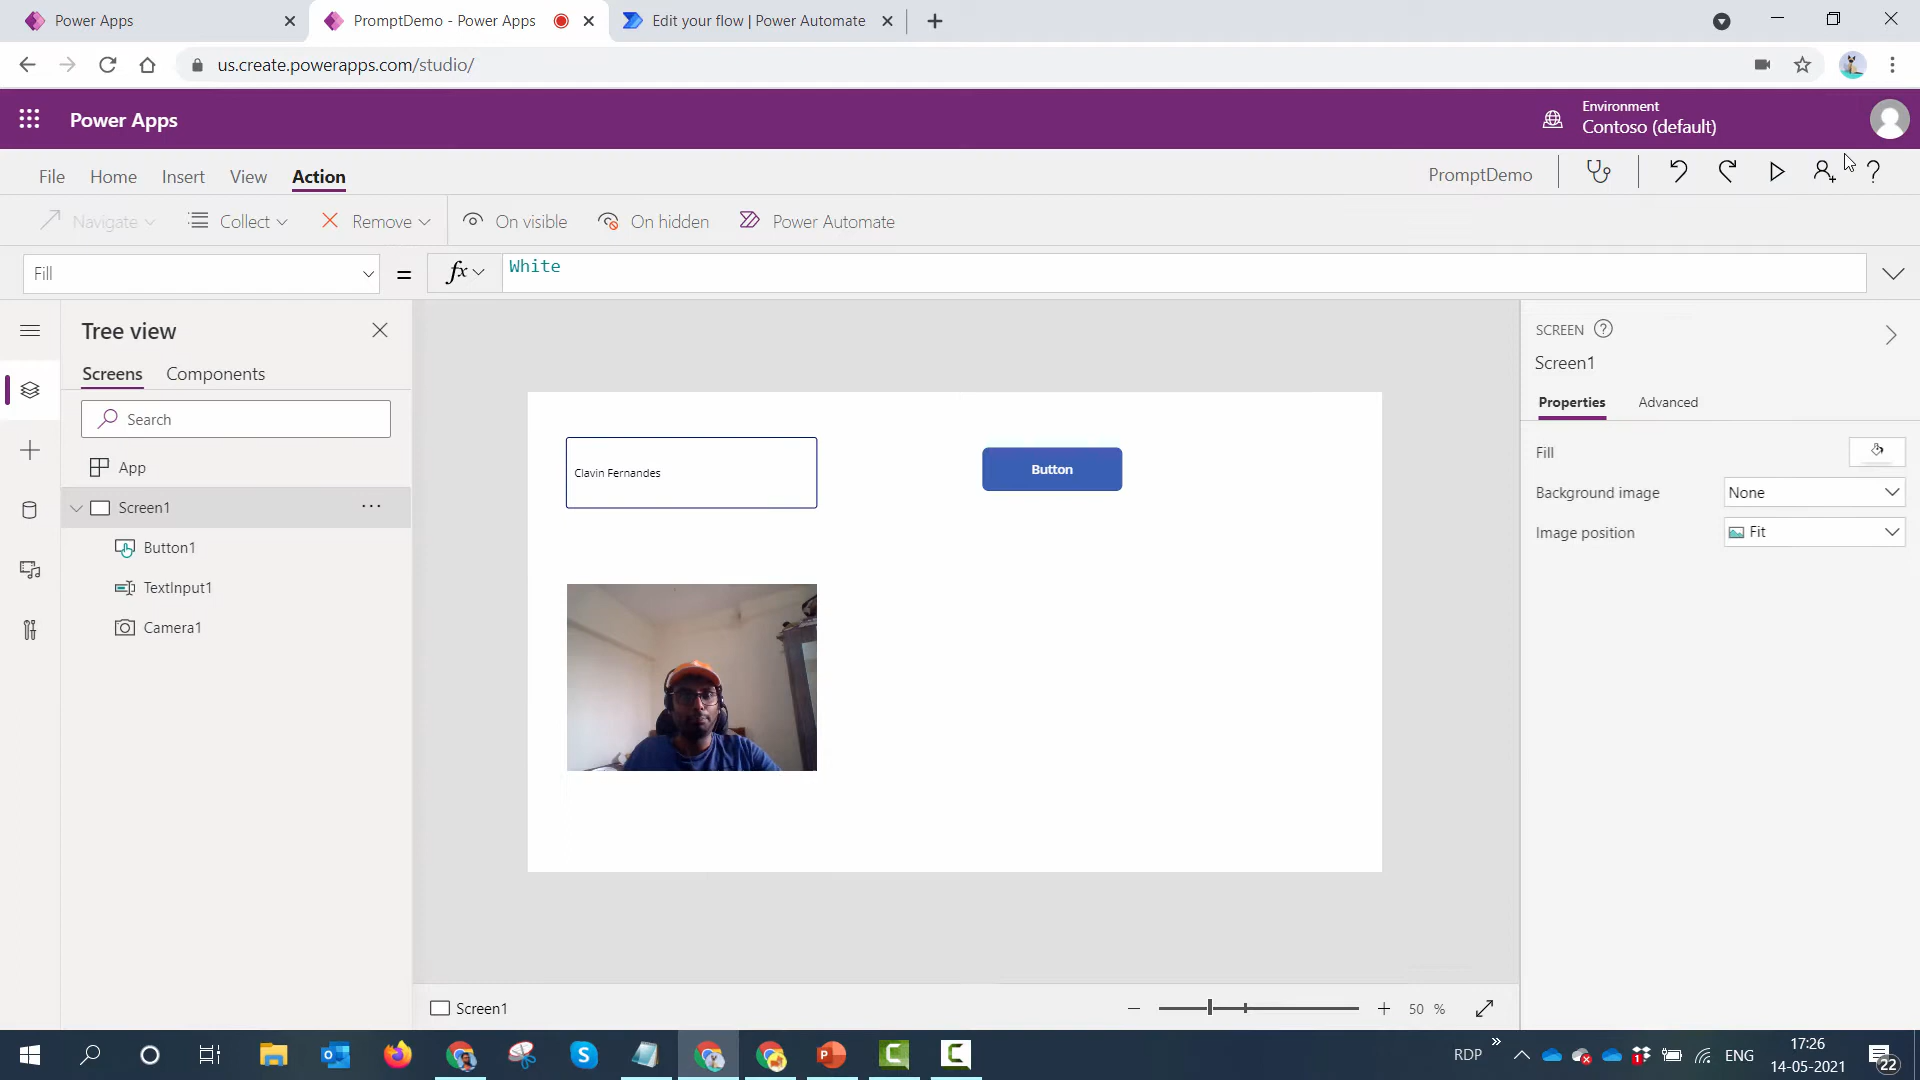 Power Apps
PromptDemo - Power Apps
Edit your flow | Power Automate
us.create.powerapps.com/studio/
Power Apps
Environment
Contoso (default)
File
Home
Insert
View
Action
PromptDemo
Navigate
Collect
Remove
On visible
On hidden
Power Automate
Fill
=
fx
White
Tree view
Screens
Components
Search
App
Screen1
Button1
TextInput1
Camera1
Clavin Fernandes
Button
SCREEN
Screen1
Properties
Advanced
Fill
Background image
None
Image position
Fit
Screen1
50 %
RDP
ENG
17:26
14-05-2021
22